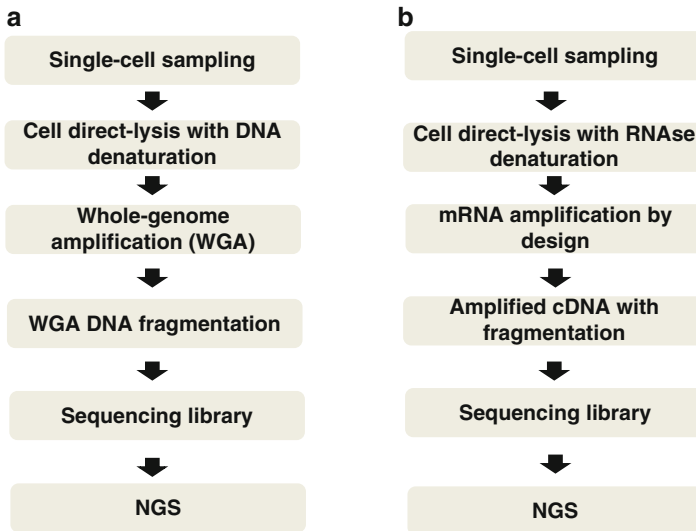 a
Single-cell sampling
Cell direct-lysis with DNA
denaturation
Whole-genome
amplification (WGA)
WGA DNA fragmentation
Sequencing library
NGS
b
Single-cell sampling
Cell direct-lysis with RNAse
denaturation
mRNA amplification by
design
Amplified cDNA with
fragmentation
Sequencing library
NGS